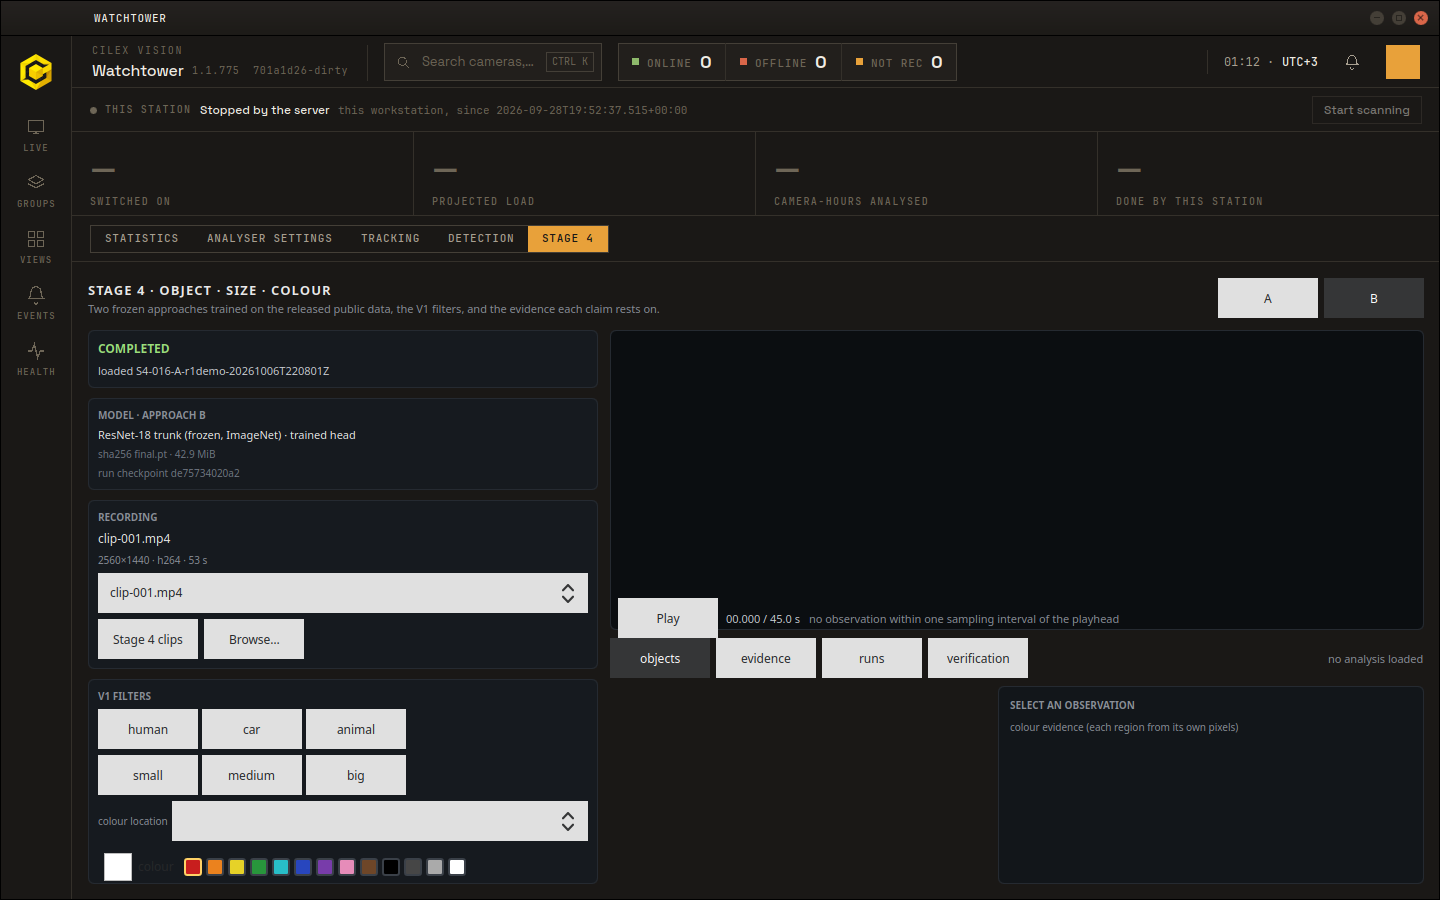 WATCHTOWER
CILEX VISION
Watchtower 1.1.775 701a1d26-dirty
Search cameras,... CTRL K
ONLINE 0 OFFLINE 0 NOT REC 0
01:12 · UTC+3
THIS STATION Stopped by the server this workstation, since 2026-09-28T19:52:37.515+00:00
Start scanning
LIVE
GROUPS
VIEWS
EVENTS
HEALTH
— — — —
SWITCHED ON PROJECTED LOAD CAMERA-HOURS ANALYSED DONE BY THIS STATION
STATISTICS ANALYSER SETTINGS TRACKING DETECTION STAGE 4
STAGE 4 · OBJECT · SIZE · COLOUR
Two frozen approaches trained on the released public data, the V1 filters, and the evidence each claim rests on.
A B
COMPLETED
loaded S4-016-A-r1demo-20261006T220801Z
MODEL · APPROACH B
ResNet-18 trunk (frozen, ImageNet) · trained head
sha256 final.pt · 42.9 MiB
run checkpoint de75734020a2
RECORDING
clip-001.mp4
2560×1440 · h264 · 53 s
clip-001.mp4
Stage 4 clips Browse...
V1 FILTERS
human car animal
small medium big
colour location
colour
Play 00.000 / 45.0 s no observation within one sampling interval of the playhead
objects evidence runs verification no analysis loaded
SELECT AN OBSERVATION
colour evidence (each region from its own pixels)